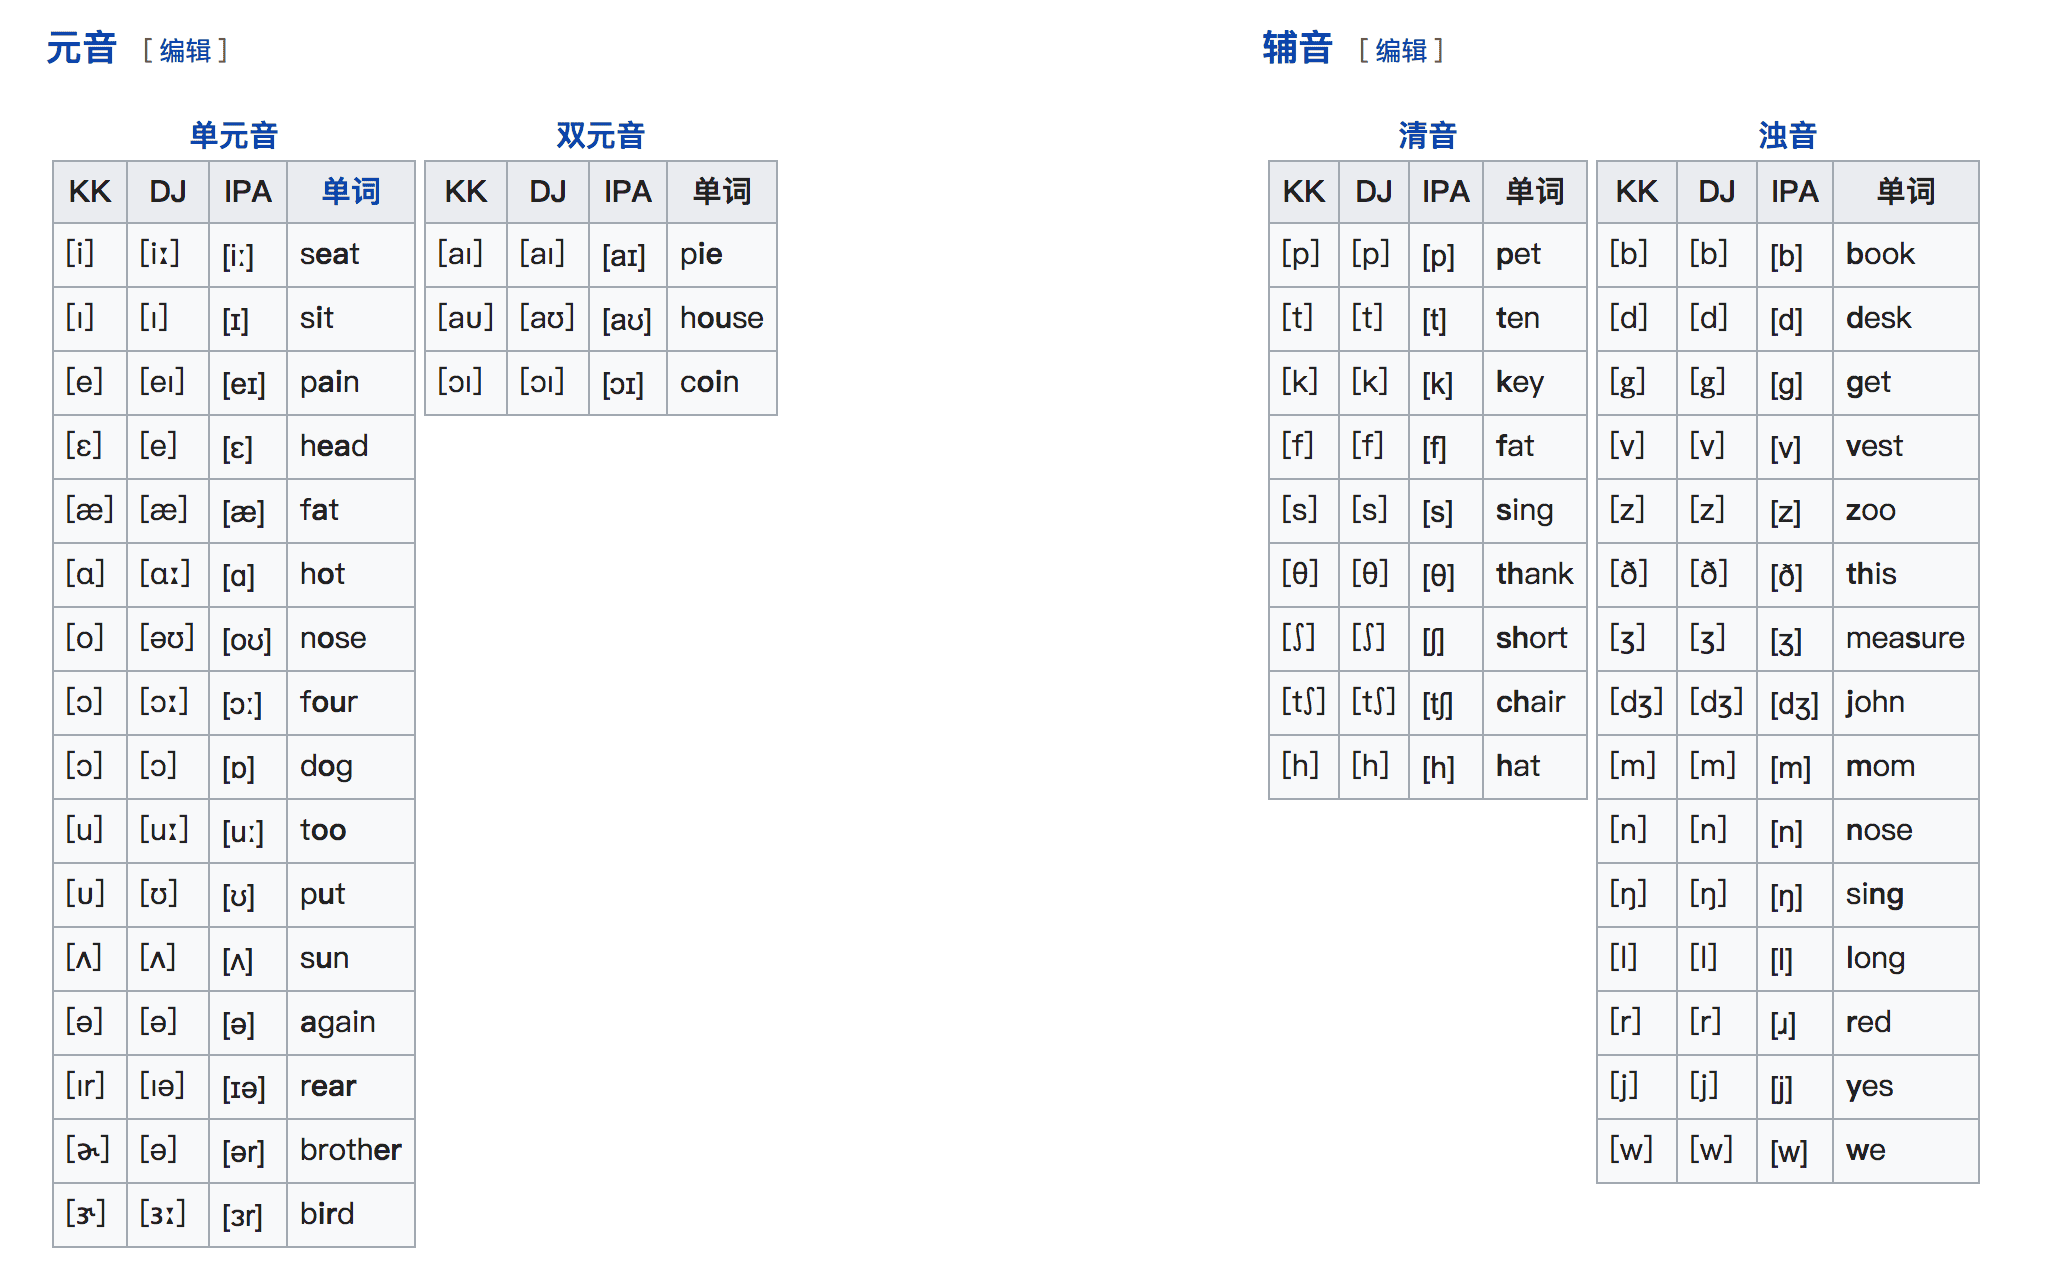 元音 [ 编辑 ]
单元音
KK DJ IPA 单词
[i] [iː] [iː] seat
[ɪ] [ɪ] [ɪ] sit
[e] [eɪ] [eɪ] pain
[ɛ] [e] [ɛ] head
[æ] [æ] [æ] fat
[ɑ] [ɑː] [ɑ] hot
[o] [əʊ] [oʊ] nose
[ɔ] [ɔː] [ɔː] four
[ɔ] [ɔ] [ɒ] dog
[u] [uː] [uː] too
[ᴜ] [ʊ] [ʊ] put
[ʌ] [ʌ] [ʌ] sun
[ə] [ə] [ə] again
[ɪr] [ɪə] [ɪə] rear
[ɚ] [ə] [ər] brother
[ɝ] [ɜː] [ɜr] bird
双元音
KK DJ IPA 单词
[aɪ] [aɪ] [aɪ] pie
[aᴜ] [aʊ] [aʊ] house
[ɔɪ] [ɔɪ] [ɔɪ] coin
辅音 [ 编辑 ]
清音
KK DJ IPA 单词
[p] [p] [p] pet
[t] [t] [t] ten
[k] [k] [k] key
[f] [f] [f] fat
[s] [s] [s] sing
[θ] [θ] [θ] thank
[ʃ] [ʃ] [ʃ] short
[tʃ] [tʃ] [tʃ] chair
[h] [h] [h] hat
浊音
KK DJ IPA 单词
[b] [b] [b] book
[d] [d] [d] desk
[g] [g] [g] get
[v] [v] [v] vest
[z] [z] [z] zoo
[ð] [ð] [ð] this
[ʒ] [ʒ] [ʒ] measure
[dʒ] [dʒ] [dʒ] john
[m] [m] [m] mom
[n] [n] [n] nose
[ŋ] [ŋ] [ŋ] sing
[l] [l] [l] long
[r] [r] [ɹ] red
[j] [j] [j] yes
[w] [w] [w] we